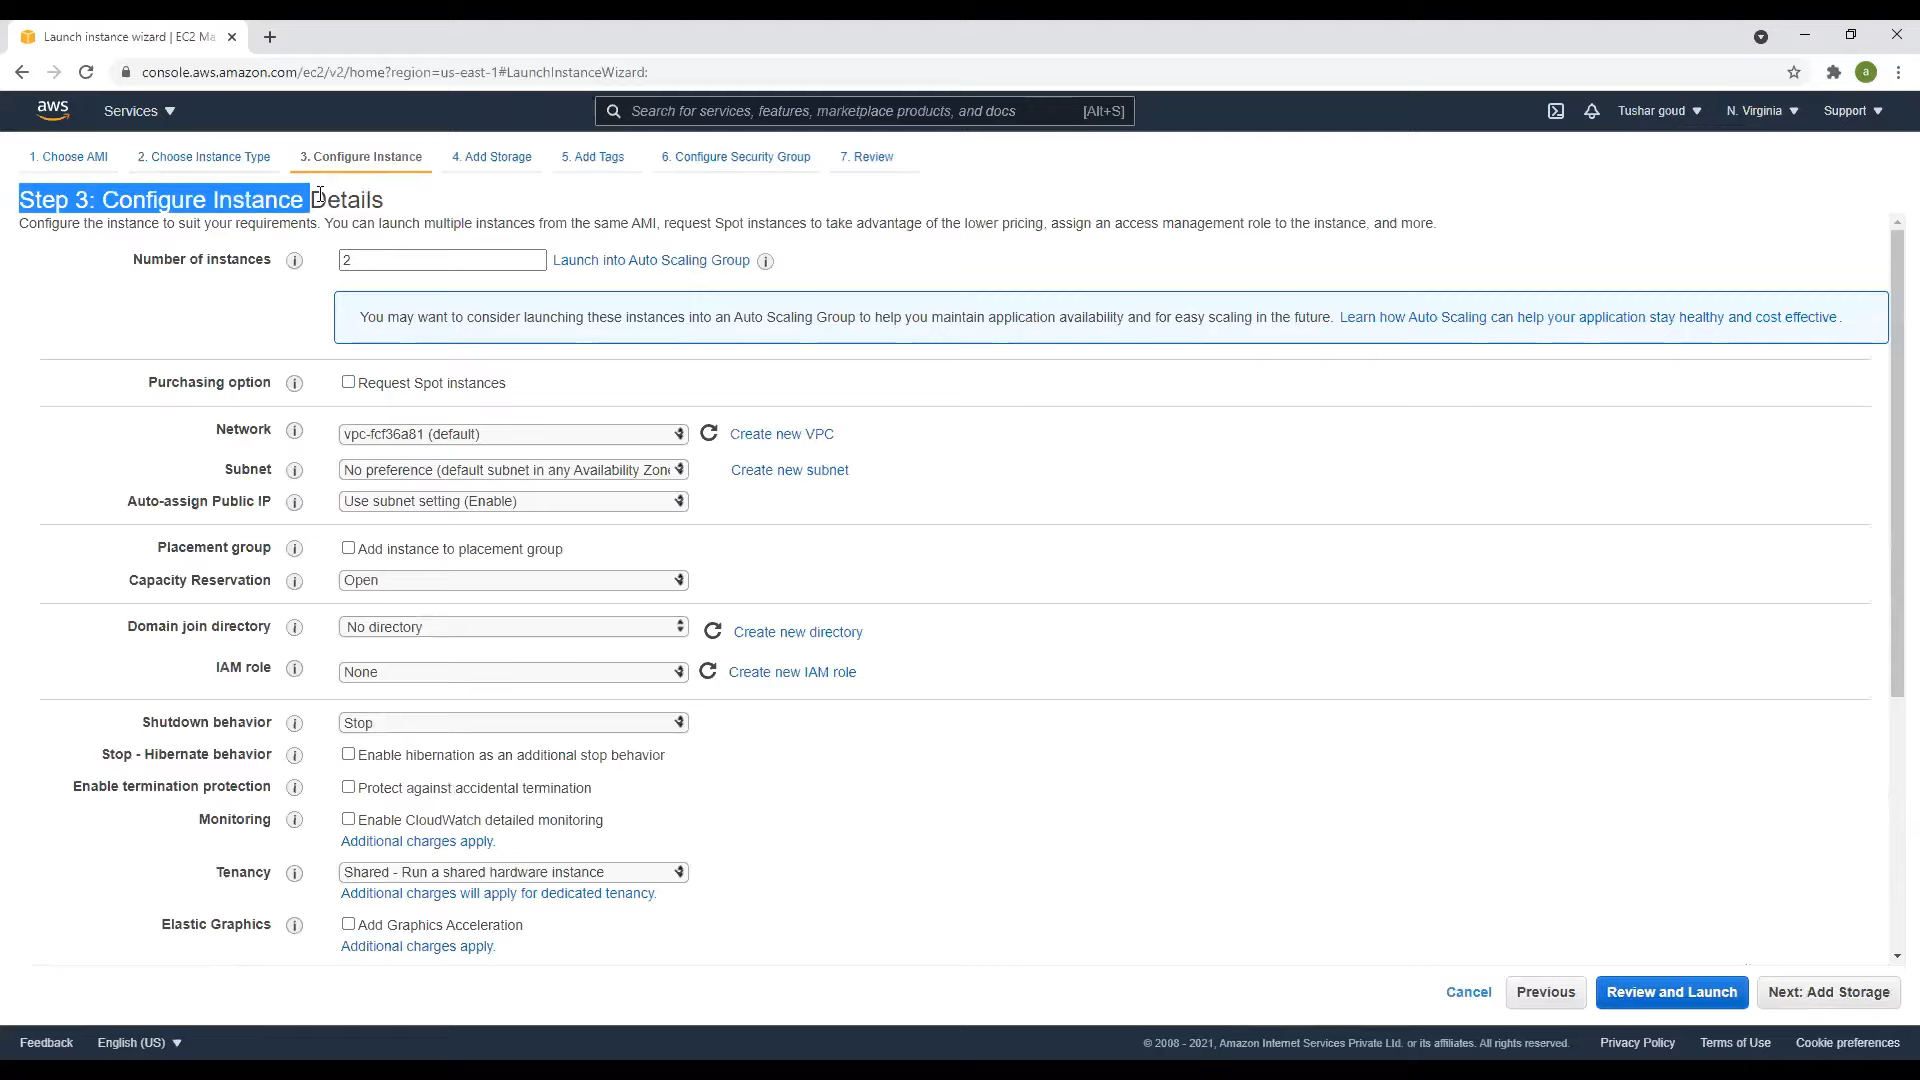 Launch instance wizard | EC2 Ma
console.aws.amazon.com/ec2/v2/home?region=us-east-1#LaunchInstanceWizard:
a
aws
Services
Search for services, features, marketplace products, and docs
[Alt+S]
Tushar goud
N. Virginia
Support
1. Choose AMI
2. Choose Instance Type
3. Configure Instance
4. Add Storage
5. Add Tags
6. Configure Security Group
7. Review
Step 3: Configure Instance Details
Configure the instance to suit your requirements. You can launch multiple instances from the same AMI, request Spot instances to take advantage of the lower pricing, assign an access management role to the instance, and more.
Number of instances
2
Launch into Auto Scaling Group
You may want to consider launching these instances into an Auto Scaling Group to help you maintain application availability and for easy scaling in the future. Learn how Auto Scaling can help your application stay healthy and cost effective.
Purchasing option
Request Spot instances
Network
vpc-fcf36a81 (default)
Create new VPC
Subnet
No preference (default subnet in any Availability Zon
Create new subnet
Auto-assign Public IP
Use subnet setting (Enable)
Placement group
Add instance to placement group
Capacity Reservation
Open
Domain join directory
No directory
Create new directory
IAM role
None
Create new IAM role
Shutdown behavior
Stop
Stop - Hibernate behavior
Enable hibernation as an additional stop behavior
Enable termination protection
Protect against accidental termination
Monitoring
Enable CloudWatch detailed monitoring
Additional charges apply.
Tenancy
Shared - Run a shared hardware instance
Additional charges will apply for dedicated tenancy.
Elastic Graphics
Add Graphics Acceleration
Additional charges apply.
Cancel
Previous
Review and Launch
Next: Add Storage
Feedback
English (US)
© 2008 - 2021, Amazon Internet Services Private Ltd. or its affiliates. All rights reserved.
Privacy Policy
Terms of Use
Cookie preferences